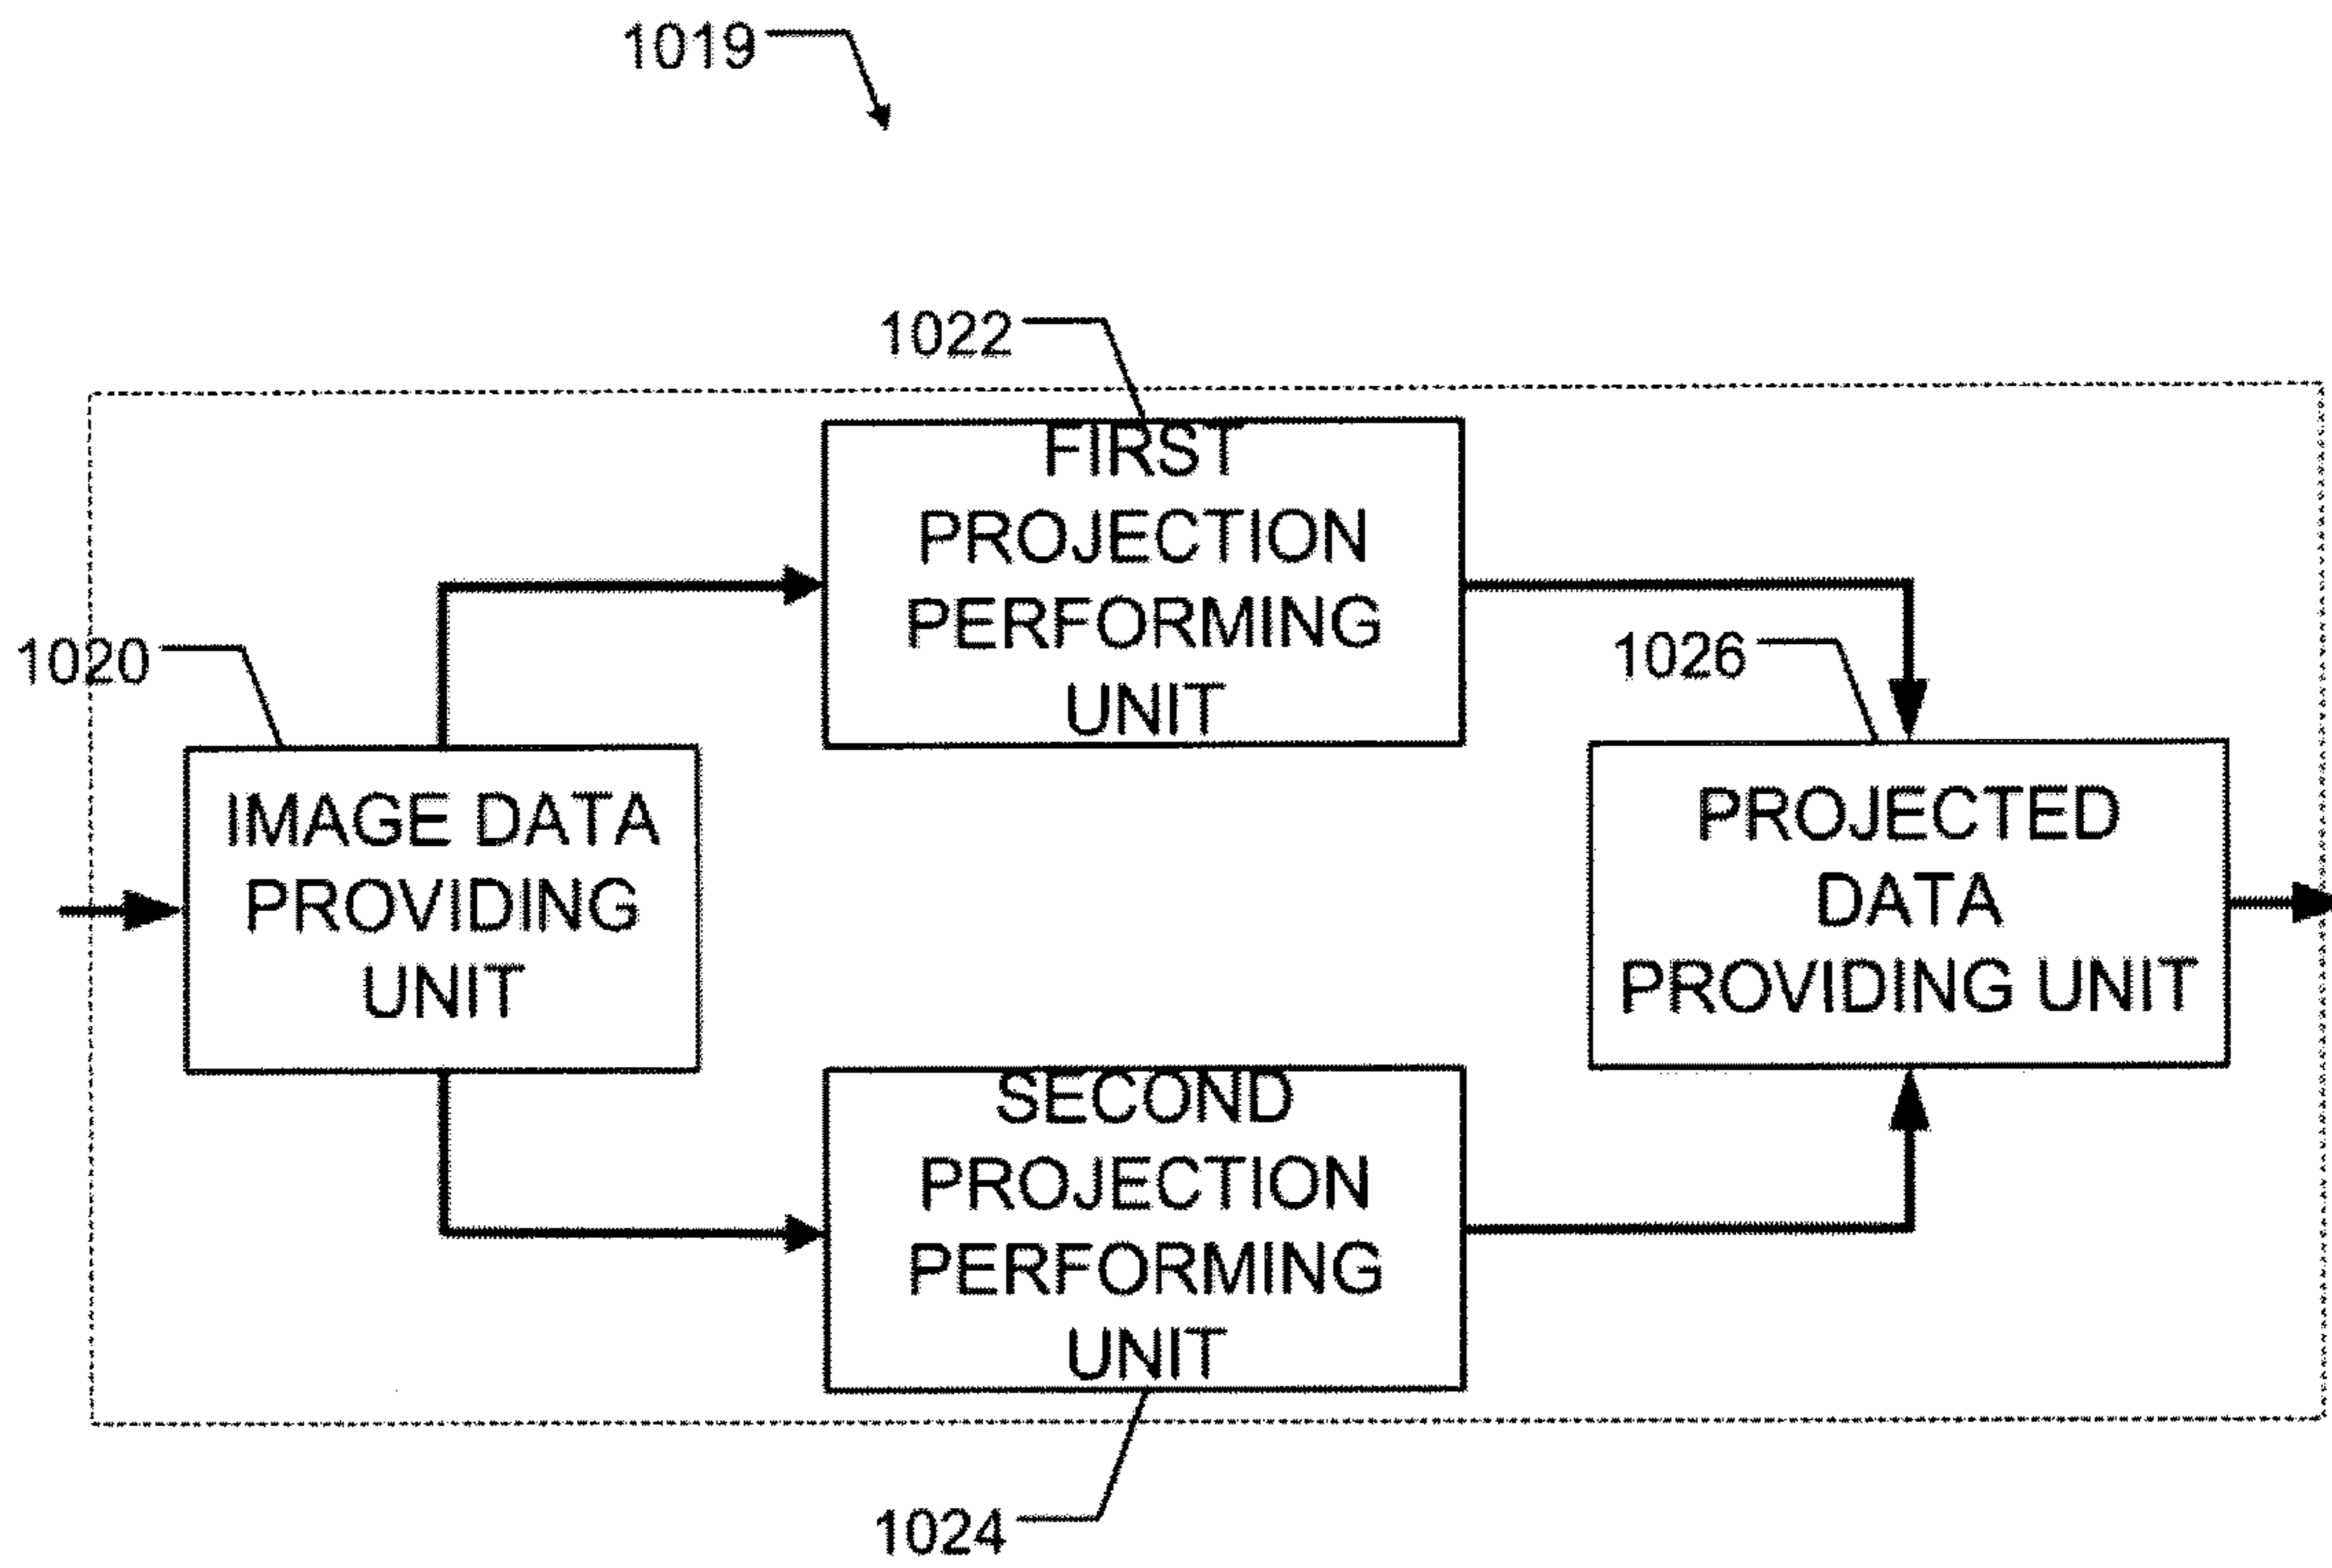 1019
1022
FIRST
PROJECTION
PERFORMING
UNIT
1020
IMAGE DATA
PROVIDING
UNIT
1026
PROJECTED
DATA
PROVIDING UNIT
SECOND
PROJECTION
PERFORMING
UNIT
1024